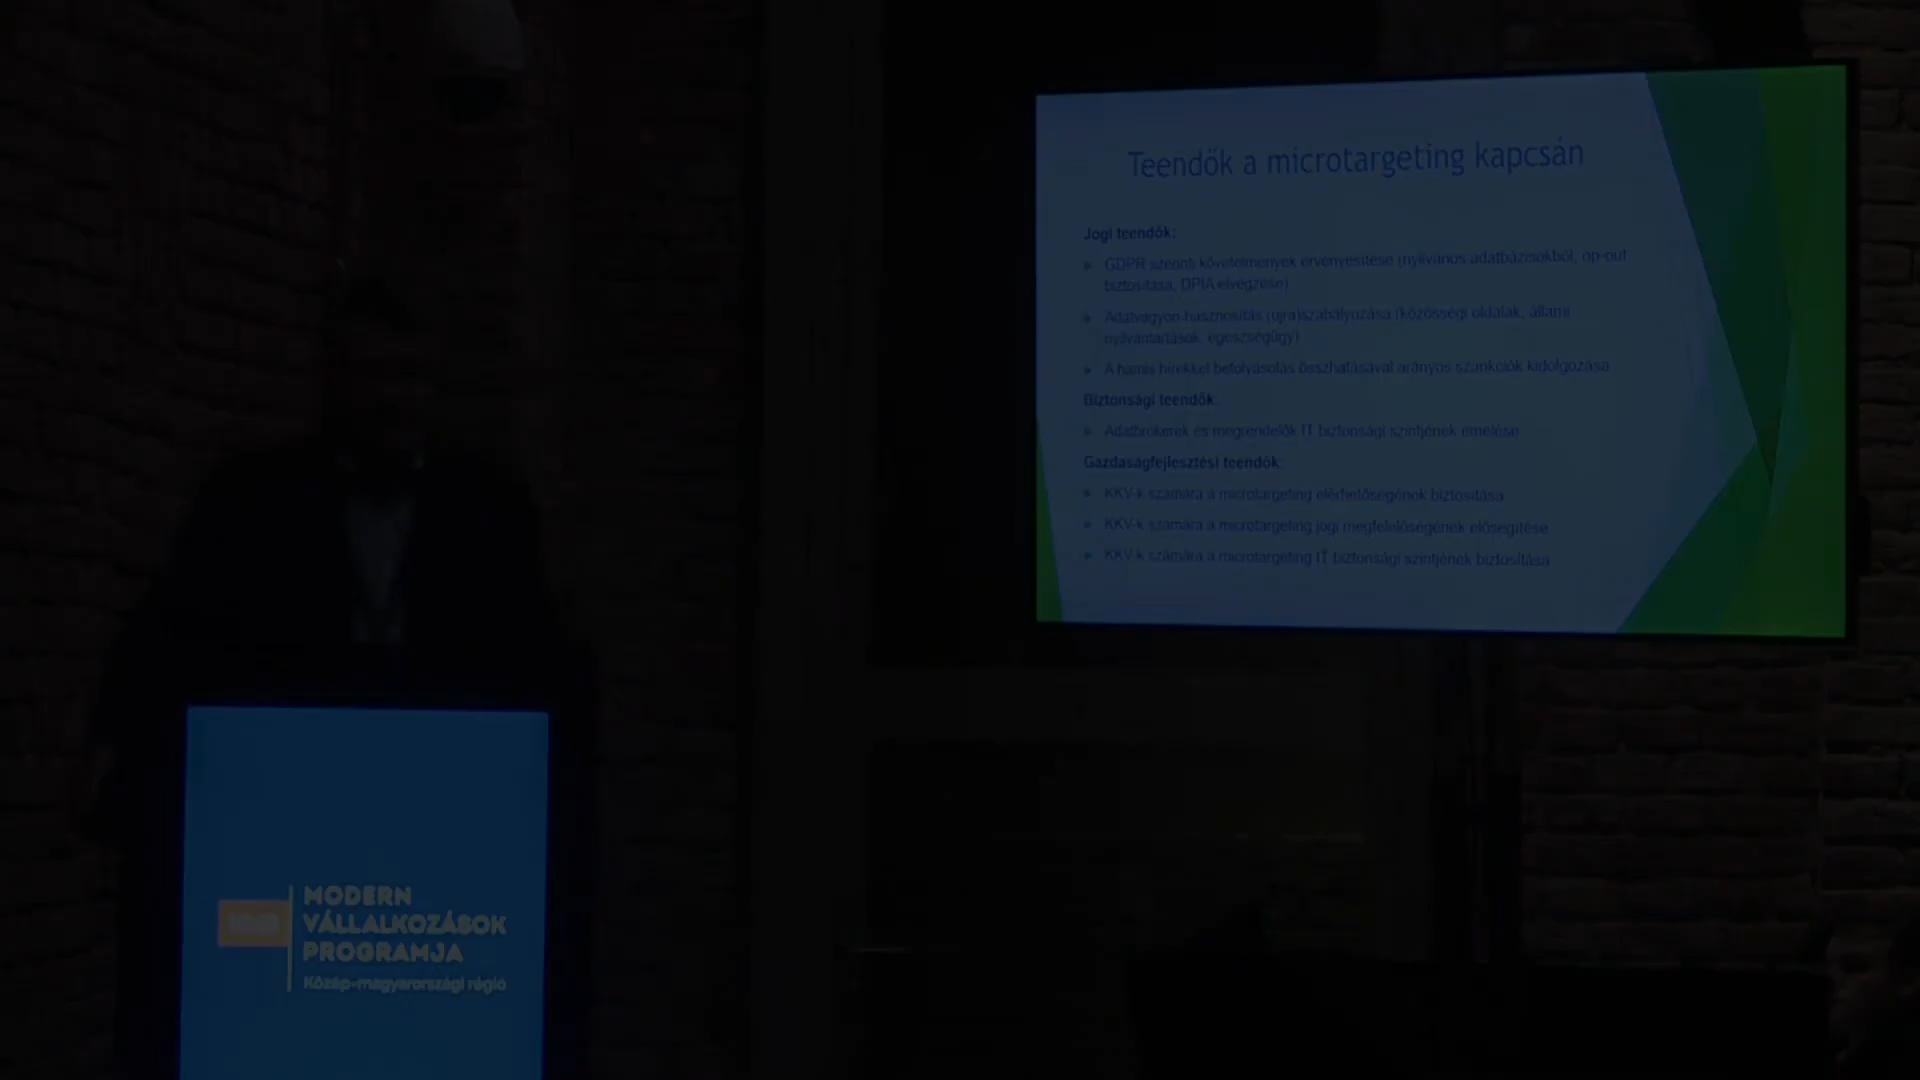 Teendők a microtargeting kapcsán
Jogi teendők:
GDPR szerinti követelmények érvényesítése (nyilvános adatbázisokból, op-out
biztosítása, DPIA elvégzése)
Adatvagyon-hasznosítás (újra)szabályozása (közösségi oldalak, állami
nyilvántartások, egészségügy)
A hamis hírekkel befolyásolás összhatásával arányos szankciók kidolgozása
Biztonsági teendők:
Adatbrókerek és megrendelők IT biztonsági szintjének emelése
Gazdaságfejlesztési teendők:
KKV-k számára a microtargeting elérhetőségének biztosítása
KKV-k számára a microtargeting jogi megfelelőségének elősegítése
KKV-k számára a microtargeting IT biztonsági szintjének biztosítása
MODERN
VÁLLALKOZÁSOK
PROGRAMJA
Közép-magyarországi régió